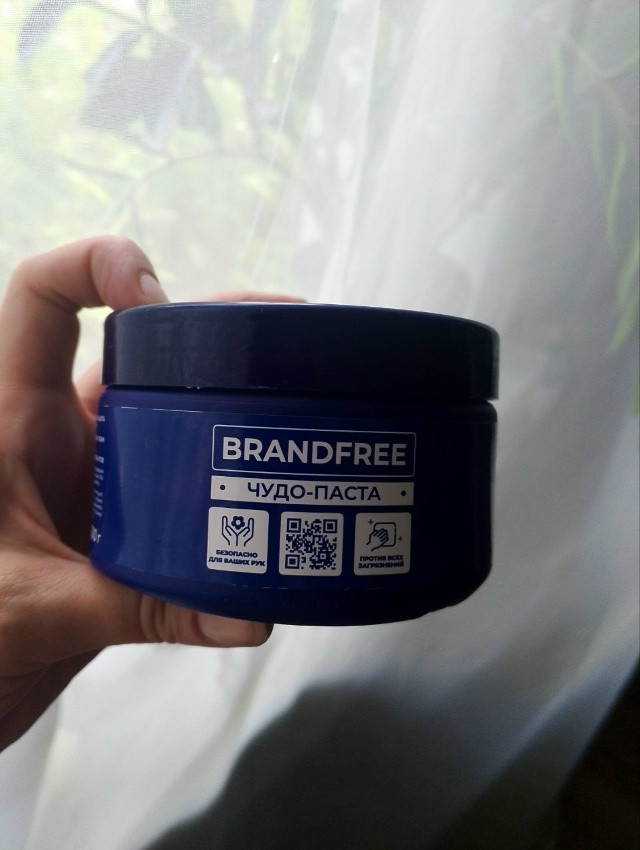 BRANDFREE
ЧУДО-ПАСТА
БЕЗОПАСНО
ДЛЯ ВАШИХ РУК
ПРОТИВ ВСЕХ
ЗАГРЯЗНЕНИЙ